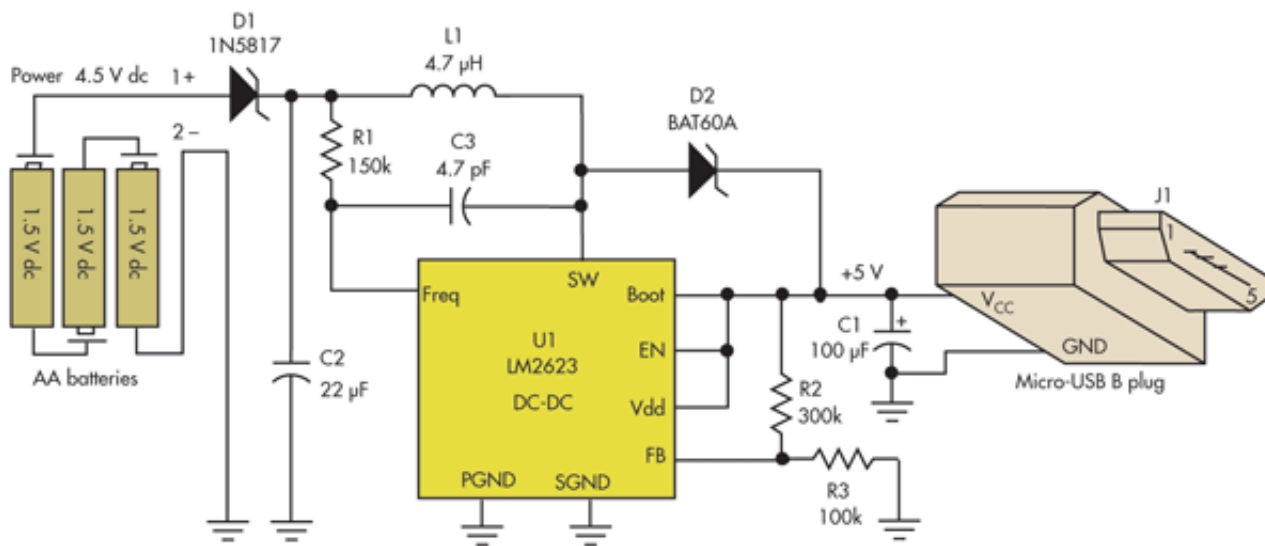 D1
1N5817
L1
4.7 µH
Power 4.5 V dc 1+
D2
BAT60A
2 –
R1
150k
C3
4.7 pF
1.5 V dc
1.5 V dc
1.5 V dc
AA batteries
C2
22 µF
Freq
SW
Boot
U1
LM2623
DC-DC
EN
Vdd
FB
PGND
SGND
R2
300k
R3
100k
+5 V
C1
+
100 µF
J1
1
5
VCC
GND
Micro-USB B plug